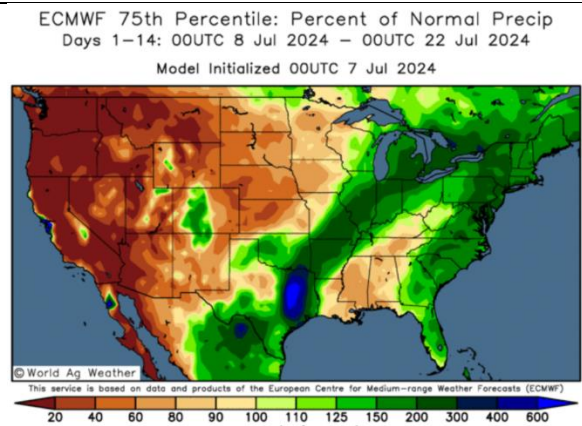 ECMWF 75th Percentile: Percent of Normal Precip
Days 1-14: 00UTC 8 Jul 2024 - 00UTC 22 Jul 2024
Model Initialized 00UTC 7 Jul 2024
© World Ag Weather
This service is based on data and products of the European Centre for Medium-range Weather Forecasts (ECMWF)
20 40 60 80 90 100 110 125 150 200 300 400 600